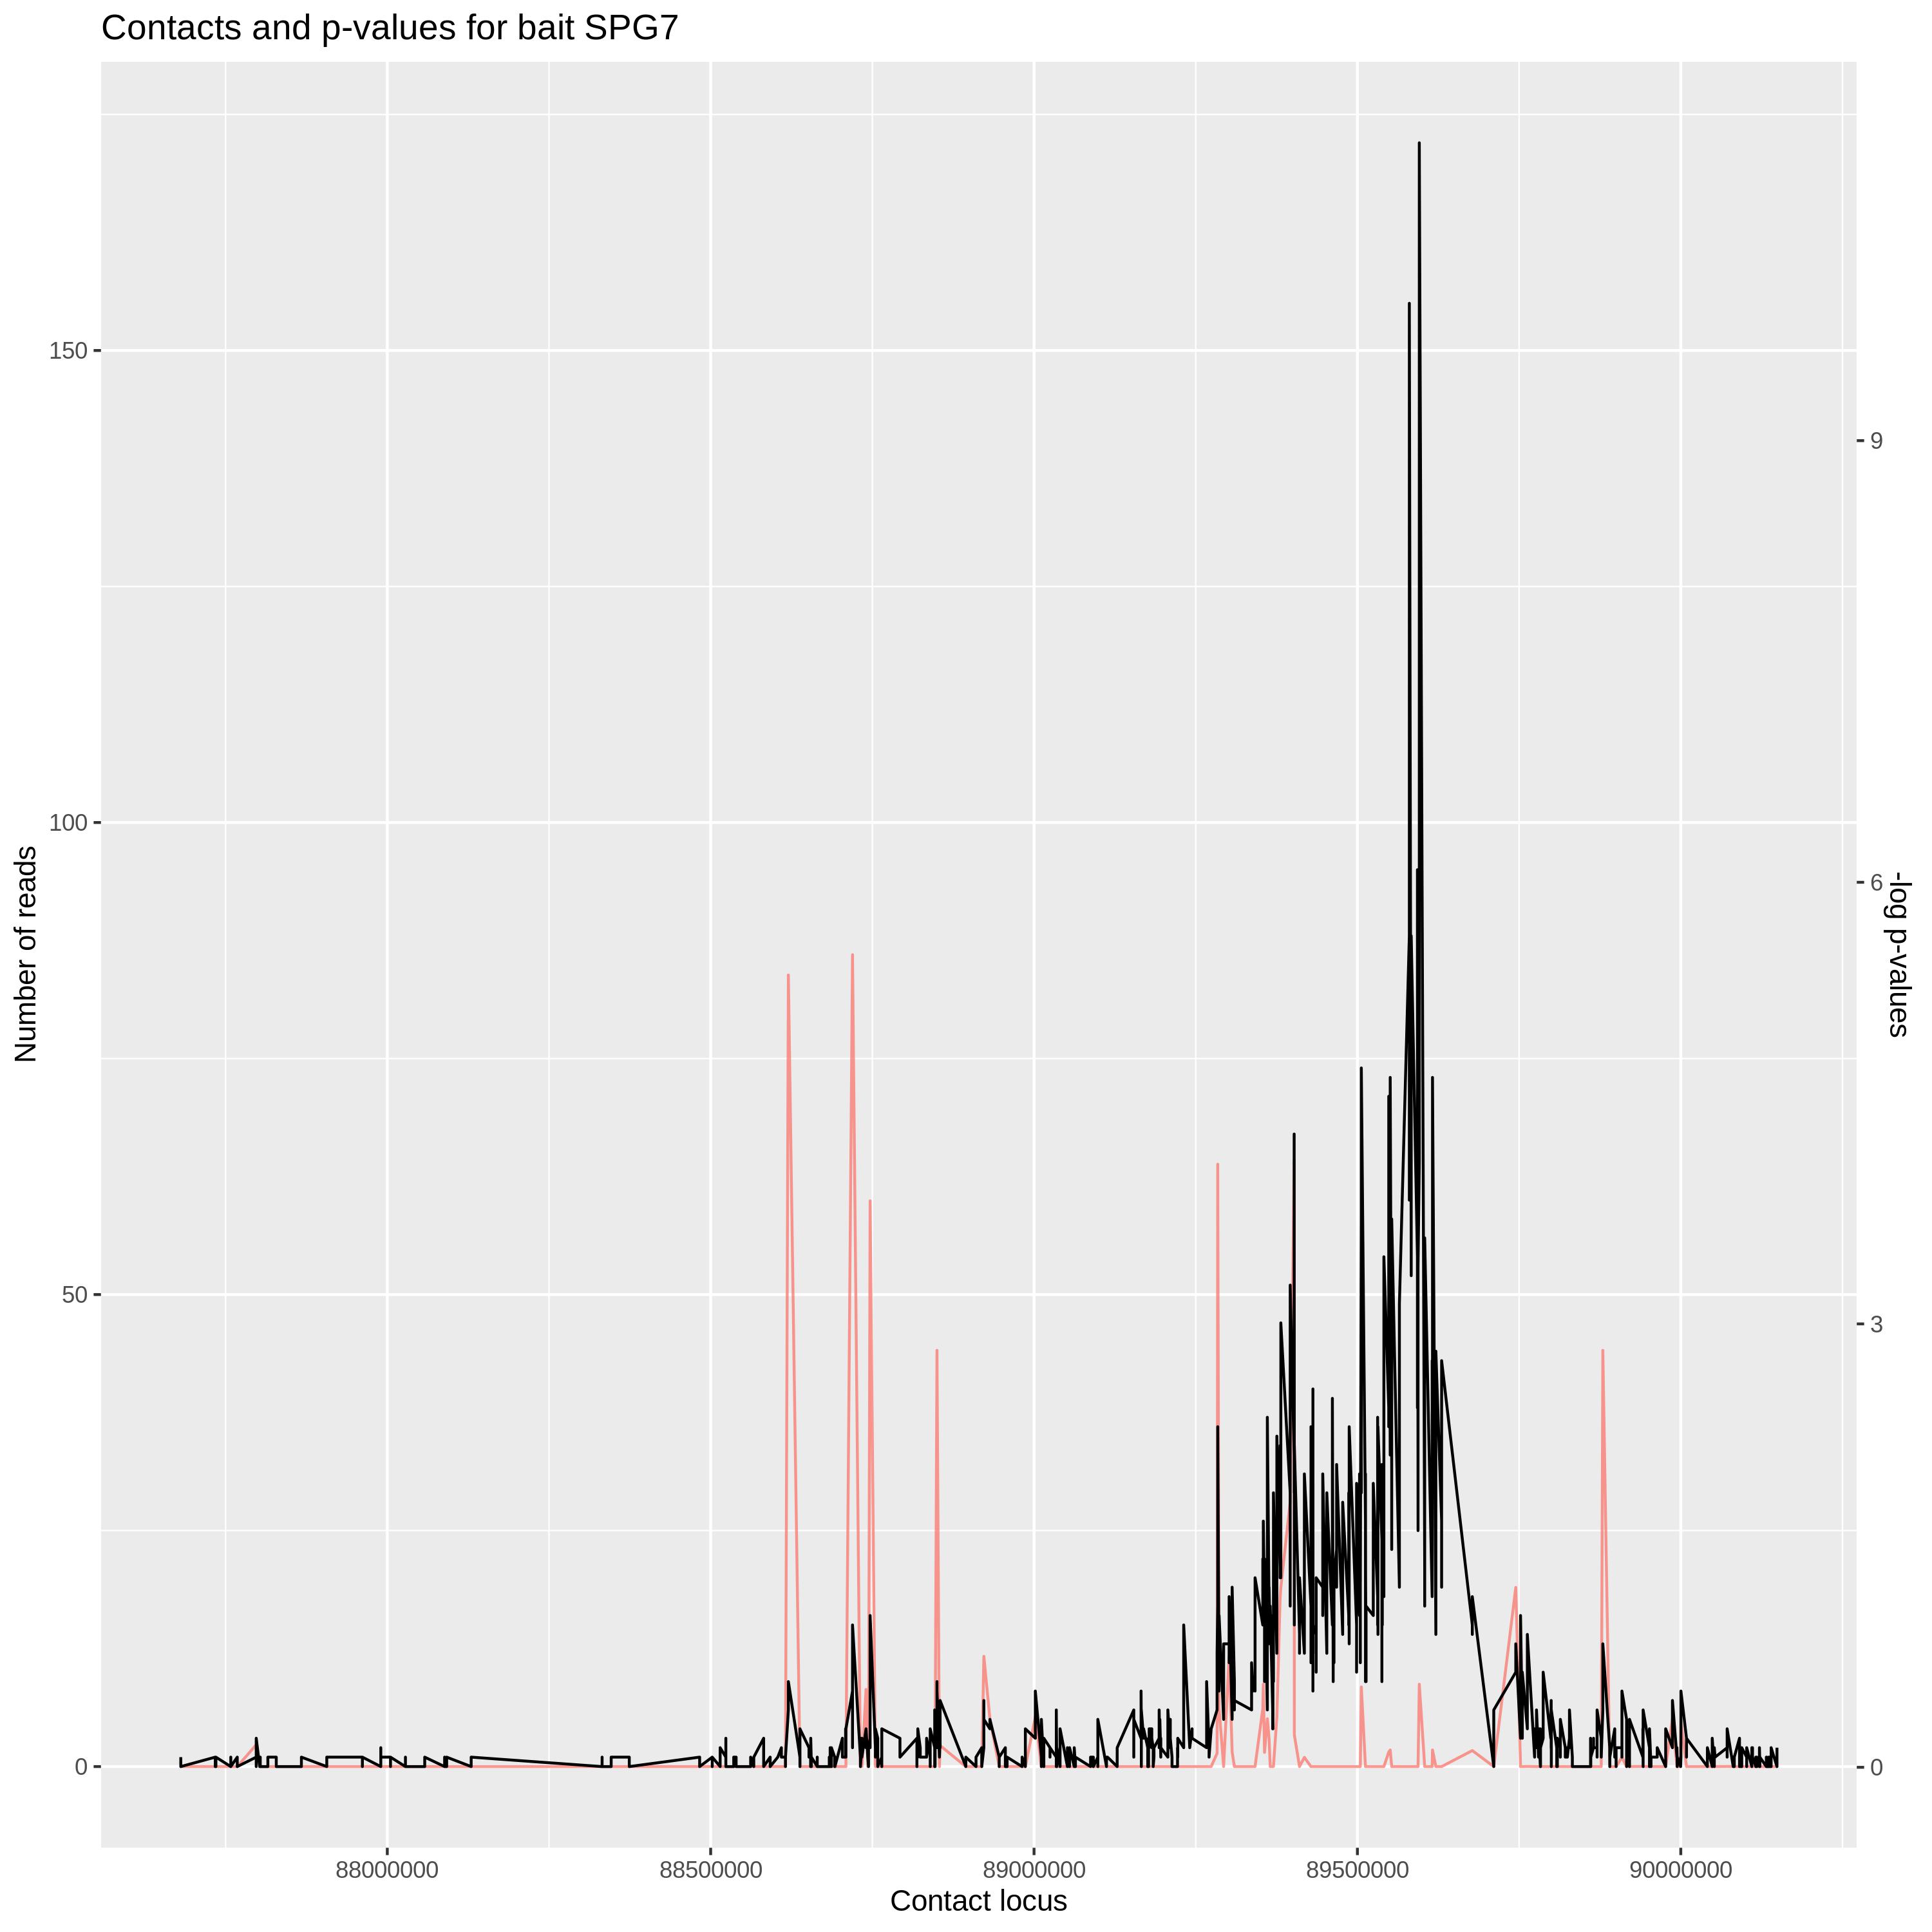 Contacts and p-values for bait SPG7
150
100
50
0
Number of reads
9
6
3
0
-log p-values
88000000 88500000 89000000 89500000 90000000
Contact locus